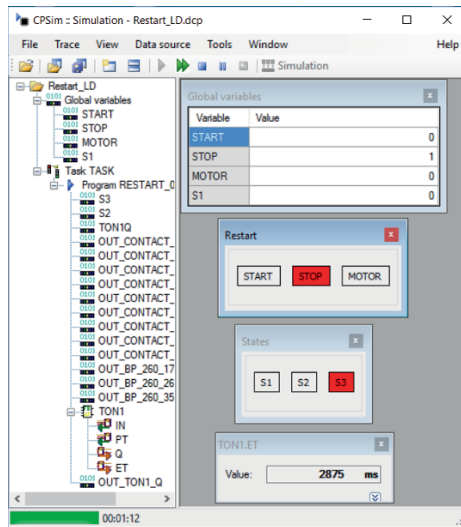 CPSim :: Simulation - Restart_LD.dcp
File Trace View Data source Tools Window Help
Simulation
Restart_LD
Global variables
START
STOP
MOTOR
S1
Task TASK
Program RESTART_0
S3
S2
TON1Q
OUT_CONTACT_
OUT_CONTACT_
OUT_CONTACT_
OUT_CONTACT_
OUT_CONTACT_
OUT_CONTACT_
OUT_CONTACT_
OUT_BP_260_17
OUT_BP_260_26
OUT_BP_260_35
TON1
IN
PT
Q
ET
OUT_TON1_Q
Global variables
Variable Value
START 0
STOP 1
MOTOR 0
S1 0
Restart
START STOP MOTOR
States
S1 S2 S3
TON1.ET
Value: 2875 ms
00:01:12